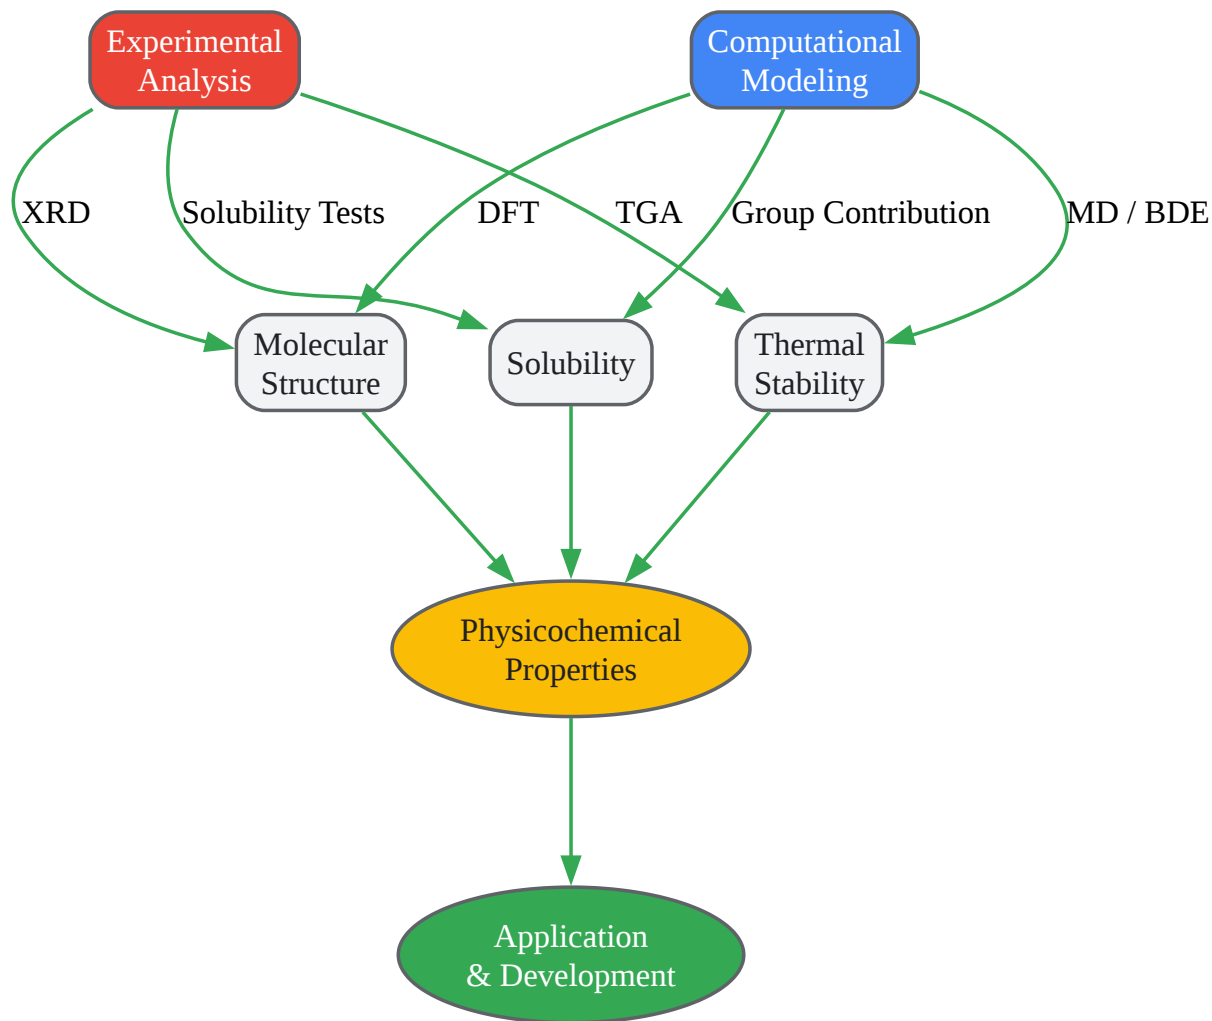 Experimental
Analysis
Computational
Modeling
XRD
Solubility Tests
DFT
TGA
Group Contribution
MD / BDE
Molecular
Structure
Solubility
Thermal
Stability
Physicochemical
Properties
Application
& Development